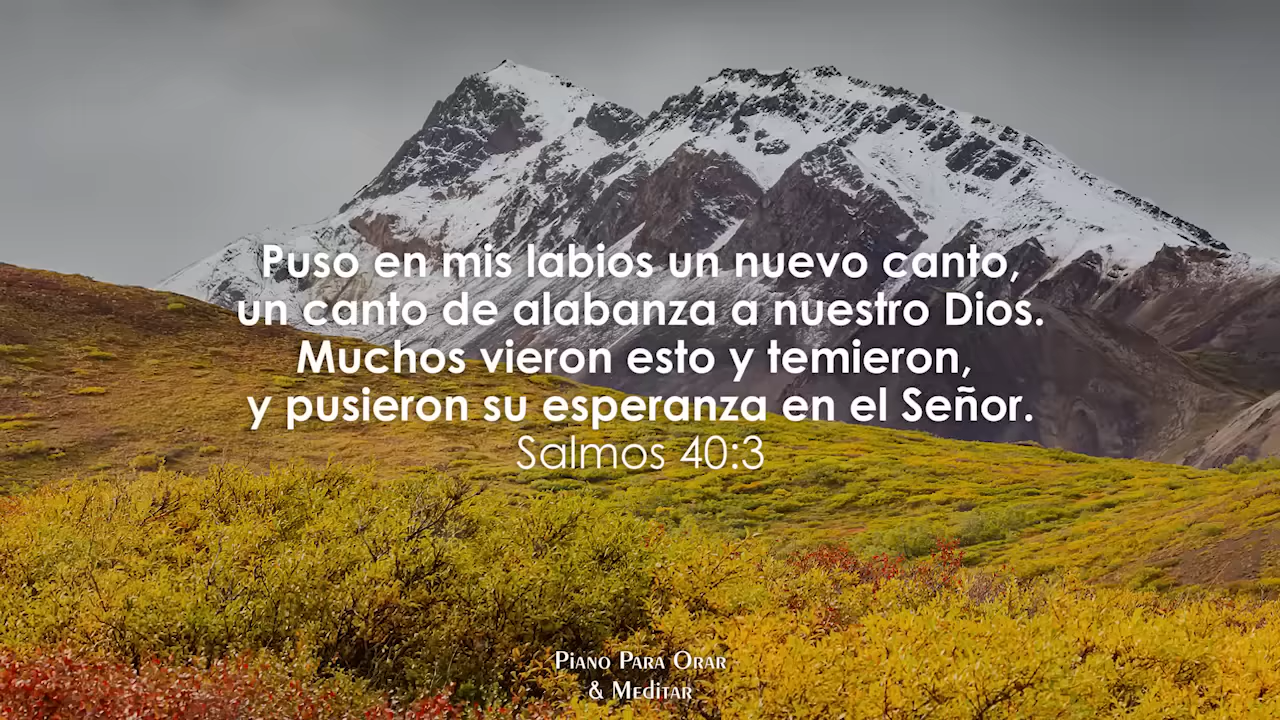 Puso en mis labios un nuevo canto,
un canto de alabanza a nuestro Dios.
Muchos vieron esto y temieron,
y pusieron su esperanza en el Señor.
Salmos 40:3
Piano Para Orar
& Meditar